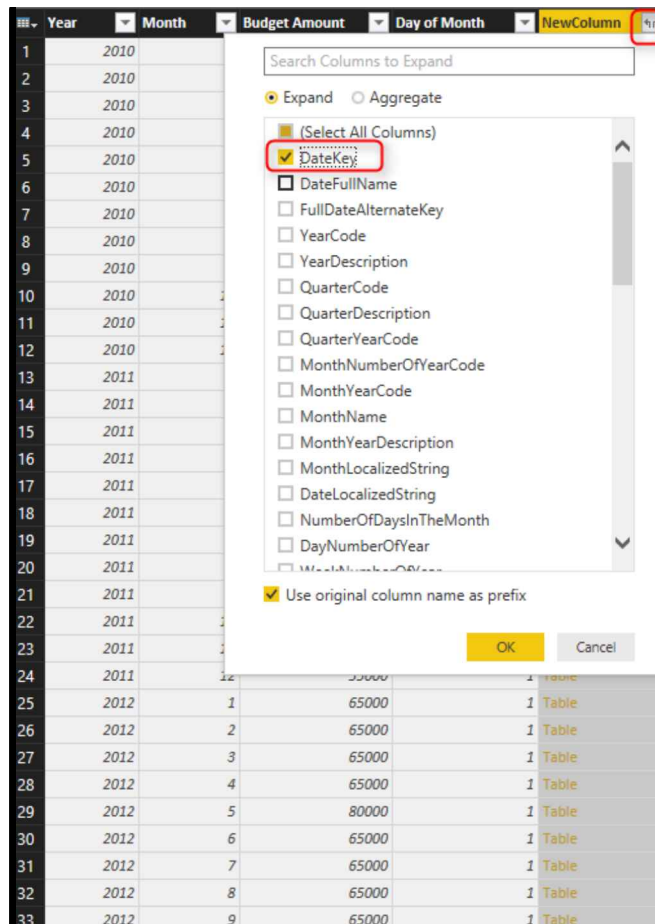 Year Month Budget Amount Day of Month NewColumn
1 2010
2 2010
3 2010
4 2010
5 2010
6 2010
7 2010
8 2010
9 2010
10 2010
11 2010
12 2010
13 2011
14 2011
15 2011
16 2011
17 2011
18 2011
19 2011
20 2011
21 2011
22 2011
23 2011
Search Columns to Expand
Expand Aggregate
(Select All Columns)
DateKey
DateFullName
FullDateAlternateKey
YearCode
YearDescription
QuarterCode
QuarterDescription
QuarterYearCode
MonthNumberOfYearCode
MonthYearCode
MonthName
MonthYearDescription
MonthLocalizedString
DateLocalizedString
NumberOfDaysInTheMonth
DayNumberOfYear
Use original column name as prefix
OK Cancel
24 2011 12 1 Table
25 2012 1 65000 1 Table
26 2012 2 65000 1 Table
27 2012 3 65000 1 Table
28 2012 4 65000 1 Table
29 2012 5 80000 1 Table
30 2012 6 65000 1 Table
31 2012 7 65000 1 Table
32 2012 8 65000 1 Table
33 2012 9 65000 1 Table